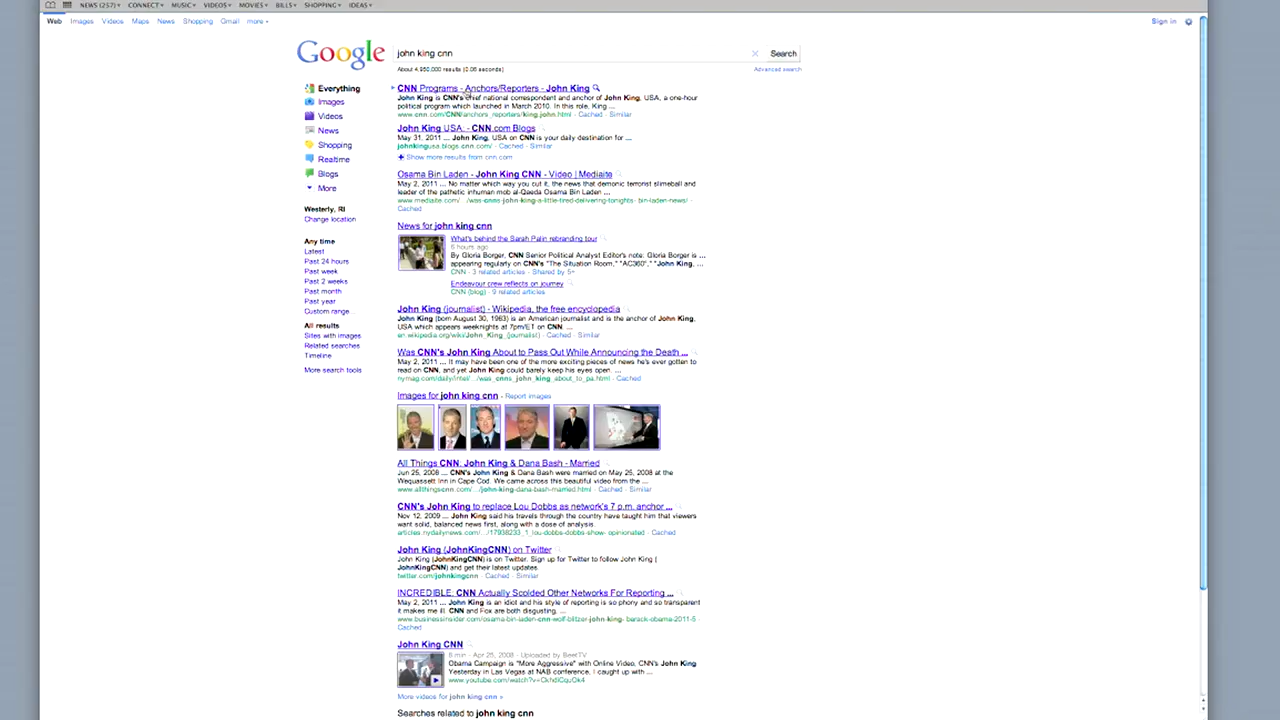 NEWS (257)▾ CONNECT▾ MUSIC▾ VIDEOS▾ MOVIES▾ BILLS▾ SHOPPING▾ IDEAS▾
Web Images Videos Maps News Shopping Gmail more ▾ Sign in
Google john king cnn Search
About 4,950,000 results (0.06 seconds) Advanced search
Everything
Images
Videos
News
Shopping
Realtime
Blogs
More
Westerly, RI
Change location
Any time
Latest
Past 24 hours
Past week
Past 2 weeks
Past month
Past year
Custom range...
All results
Sites with images
Related searches
Timeline
More search tools
CNN Programs - Anchors/Reporters - John King
John King is CNN's chief national correspondent and anchor of John King, USA, a one-hour
political program which launched in March 2010. In this role, King ...
www.cnn.com/CNN/anchors_reporters/king.john.html - Cached - Similar
John King USA: - CNN.com Blogs
May 31, 2011 ... John King, USA on CNN is your daily destination for ...
johnkingusa.blogs.cnn.com/ - Cached - Similar
Show more results from cnn.com
Osama Bin Laden - John King CNN - Video | Mediaite
May 2, 2011 ... No matter which way you cut it, the news that demonic terrorist slimeball and
leader of the pathetic inhuman mob al-Qaeda Osama Bin Laden ...
www.mediaite.com/.../was-cnns-john-king-a-little-tired-delivering-tonights- bin-laden-news/ -
Cached
News for john king cnn
What's behind the Sarah Palin rebranding tour
6 hours ago
By Gloria Borger, CNN Senior Political Analyst Editor's note: Gloria Borger is ...
appearing regularly on CNN's "The Situation Room," "AC360°," "John King, ...
CNN - 3 related articles - Shared by 5+
Endeavour crew reflects on journey
CNN (blog) - 9 related articles
John King (journalist) - Wikipedia, the free encyclopedia
John King (born August 30, 1963) is an American journalist and is the anchor of John King,
USA which appears weeknights at 7pm/ET on CNN. ...
en.wikipedia.org/wiki/John_King_(journalist) - Cached - Similar
Was CNN's John King About to Pass Out While Announcing the Death ...
May 2, 2011 ... It may have been one of the more exciting pieces of news he's ever gotten to
read on CNN, and yet John King could barely keep his eyes open. ...
nymag.com/daily/intel/.../was_cnns_john_king_about_to_pa.html - Cached
Images for john king cnn - Report images
All Things CNN: John King & Dana Bash - Married
Jun 25, 2008 ... CNN's John King & Dana Bash were married on May 25, 2008 at the
Wequassett Inn in Cape Cod. We came across this beautiful video from the ...
www.allthingscnn.com/.../john-king-dana-bash-married.html - Cached - Similar
CNN's John King to replace Lou Dobbs as network's 7 p.m. anchor ...
Nov 12, 2009 ... John King said his travels through the country have taught him that viewers
want solid, balanced news first, along with a dose of analysis.
articles.nydailynews.com/.../17938233_1_lou-dobbs-dobbs-show- opinionated - Cached
John King (JohnKingCNN) on Twitter
John King (JohnKingCNN) is on Twitter. Sign up for Twitter to follow John King (
JohnKingCNN) and get their latest updates.
twitter.com/johnkingcnn - Cached - Similar
INCREDIBLE: CNN Actually Scolded Other Networks For Reporting ...
May 2, 2011 ... John King is an idiot and his style of reporting is so phony and so transparent
it makes me ill. CNN and Fox are both disgusting, ...
www.businessinsider.com/osama-bin-laden-cnn-wolf-blitzer-john-king- barack-obama-2011-5 -
Cached
John King CNN
8 min - Apr 25, 2008 - Uploaded by BeetTV
Obama Campaign is "More Aggressive" with Online Video, CNN's John King
Yesterday in Las Vegas at NAB conference, I caught up with ...
More videos for john king cnn »
Searches related to john king cnn